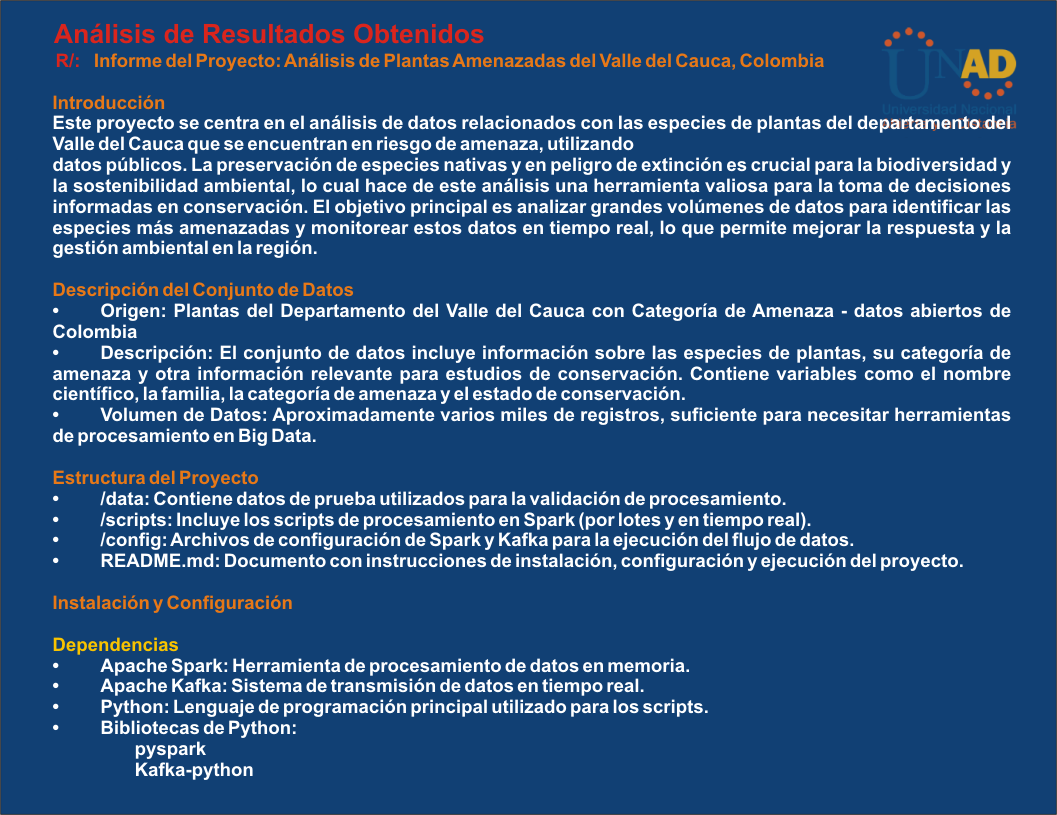 Análisis de Resultados Obtenidos
R/: Informe del Proyecto: Análisis de Plantas Amenazadas del Valle del Cauca, Colombia
UNAD
Universidad Nacional
Introducción
Este proyecto se centra en el análisis de datos relacionados con las especies de plantas del departamento del
Valle del Cauca que se encuentran en riesgo de amenaza, utilizando
datos públicos. La preservación de especies nativas y en peligro de extinción es crucial para la biodiversidad y
la sostenibilidad ambiental, lo cual hace de este análisis una herramienta valiosa para la toma de decisiones
informadas en conservación. El objetivo principal es analizar grandes volúmenes de datos para identificar las
especies más amenazadas y monitorear estos datos en tiempo real, lo que permite mejorar la respuesta y la
gestión ambiental en la región.
Descripción del Conjunto de Datos
• Origen: Plantas del Departamento del Valle del Cauca con Categoría de Amenaza - datos abiertos de
Colombia
• Descripción: El conjunto de datos incluye información sobre las especies de plantas, su categoría de
amenaza y otra información relevante para estudios de conservación. Contiene variables como el nombre
científico, la familia, la categoría de amenaza y el estado de conservación.
• Volumen de Datos: Aproximadamente varios miles de registros, suficiente para necesitar herramientas
de procesamiento en Big Data.
Estructura del Proyecto
• /data: Contiene datos de prueba utilizados para la validación de procesamiento.
• /scripts: Incluye los scripts de procesamiento en Spark (por lotes y en tiempo real).
• /config: Archivos de configuración de Spark y Kafka para la ejecución del flujo de datos.
• README.md: Documento con instrucciones de instalación, configuración y ejecución del proyecto.
Instalación y Configuración
Dependencias
• Apache Spark: Herramienta de procesamiento de datos en memoria.
• Apache Kafka: Sistema de transmisión de datos en tiempo real.
• Python: Lenguaje de programación principal utilizado para los scripts.
• Bibliotecas de Python:
pyspark
Kafka-python